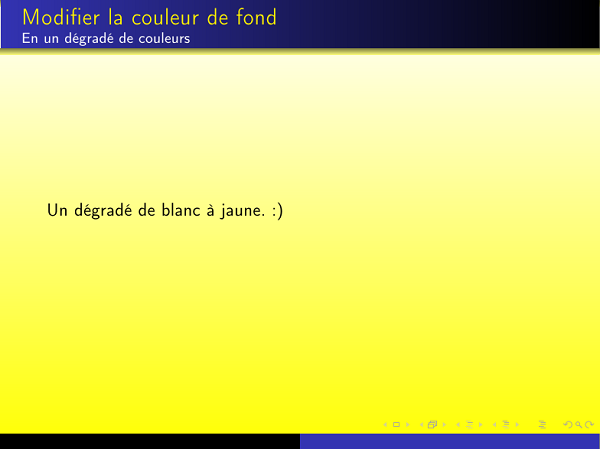 Modifier la couleur de fond
En un dégradé de couleurs
Un dégradé de blanc à jaune. :)